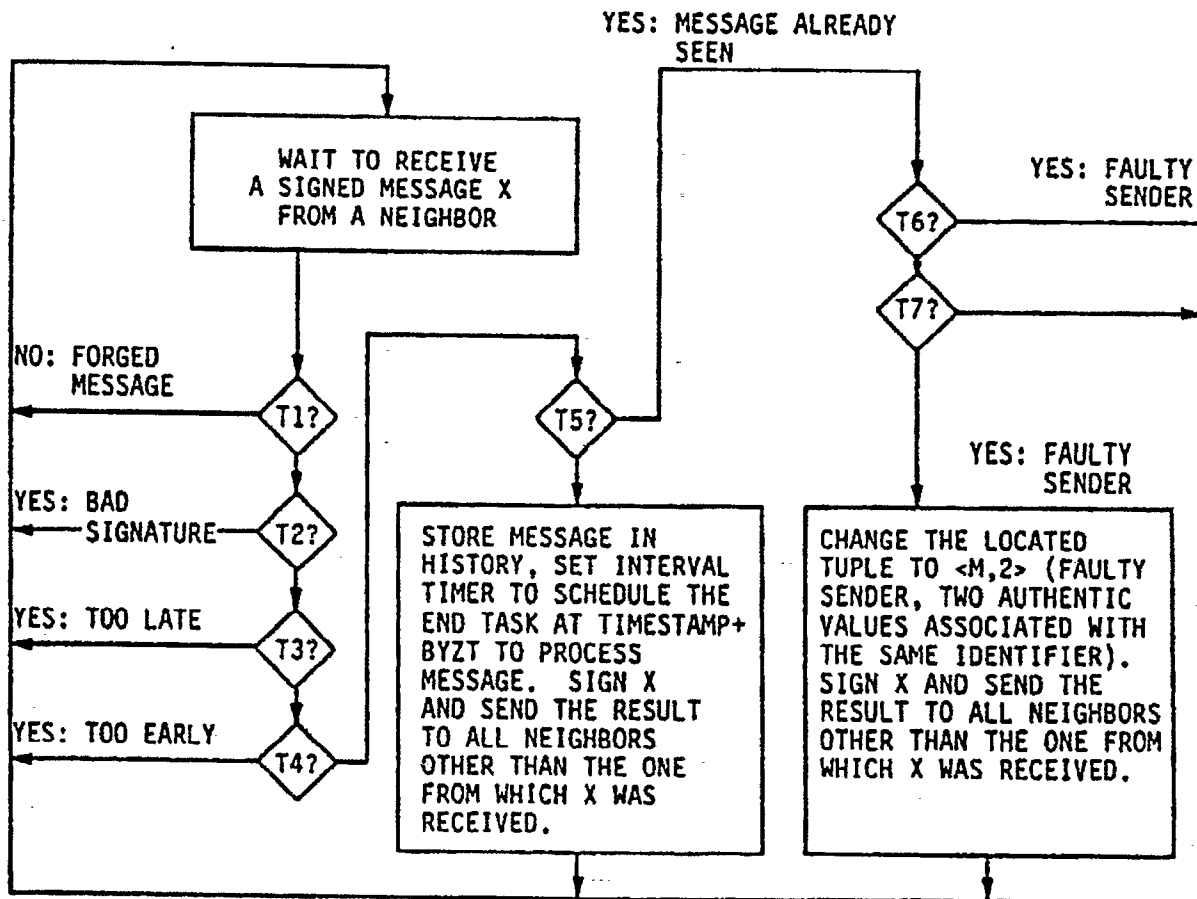 YES: MESSAGE ALREADY
SEEN
WAIT TO RECEIVE
A SIGNED MESSAGE X
FROM A NEIGHBOR
YES: FAULTY
SENDER
T6?
T7?
NO: FORGED
MESSAGE
T1?
T5?
YES: BAD
SIGNATURE
T2?
YES: TOO LATE
T3?
YES: TOO EARLY
T4?
STORE MESSAGE IN
HISTORY, SET INTERVAL
TIMER TO SCHEDULE THE
END TASK AT TIMESTAMP+
BYZT TO PROCESS
MESSAGE. SIGN X
AND SEND THE RESULT
TO ALL NEIGHBORS
OTHER THAN THE ONE
FROM WHICH X WAS
RECEIVED.
YES: FAULTY
SENDER
CHANGE THE LOCATED
TUPLE TO <M,2> (FAULTY
SENDER, TWO AUTHENTIC
VALUES ASSOCIATED WITH
THE SAME IDENTIFIER).
SIGN X AND SEND THE
RESULT TO ALL NEIGHBORS
OTHER THAN THE ONE FROM
WHICH X WAS RECEIVED.